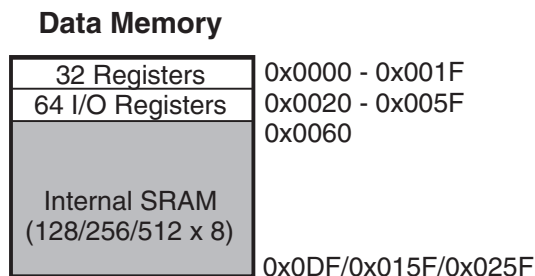 Data Memory
32 Registers 0x0000 - 0x001F
64 I/O Registers 0x0020 - 0x005F
0x0060
Internal SRAM
(128/256/512 x 8)
0x0DF/0x015F/0x025F